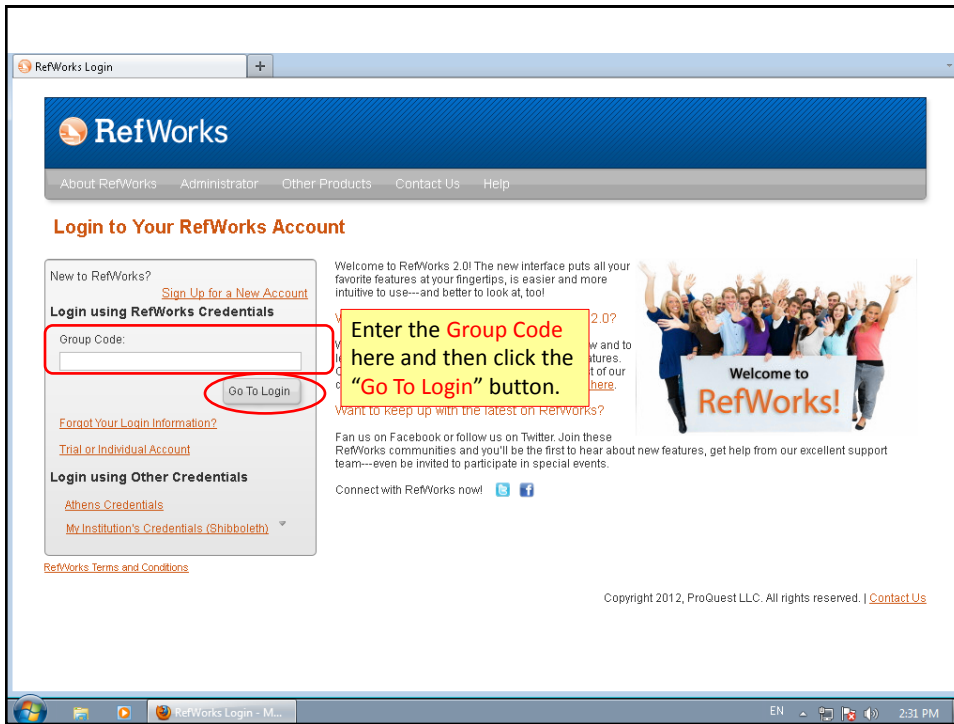 RefWorks Login
+
RefWorks
About RefWorks Administrator Other Products Contact Us Help
Login to Your RefWorks Account
New to RefWorks?
Sign Up for a New Account
Login using RefWorks Credentials
Group Code:
Go To Login
Forgot Your Login Information?
Trial or Individual Account
Login using Other Credentials
Athens Credentials
My Institution's Credentials (Shibboleth)
RefWorks Terms and Conditions
Welcome to RefWorks 2.0! The new interface puts all your
favorite features at your fingertips, is easier and more
intuitive to use---and better to look at, too!
2.0?
and to
of our
here.
Enter the Group Code
here and then click the
“Go To Login” button.
Want to keep up with the latest on RefWorks?
Fan us on Facebook or follow us on Twitter. Join these
RefWorks communities and you'll be the first to hear about new features, get help from our excellent support
team---even be invited to participate in special events.
Connect with RefWorks now!
Welcome to
RefWorks!
Copyright 2012, ProQuest LLC. All rights reserved. | Contact Us
RefWorks Login - M...
EN
2:31 PM